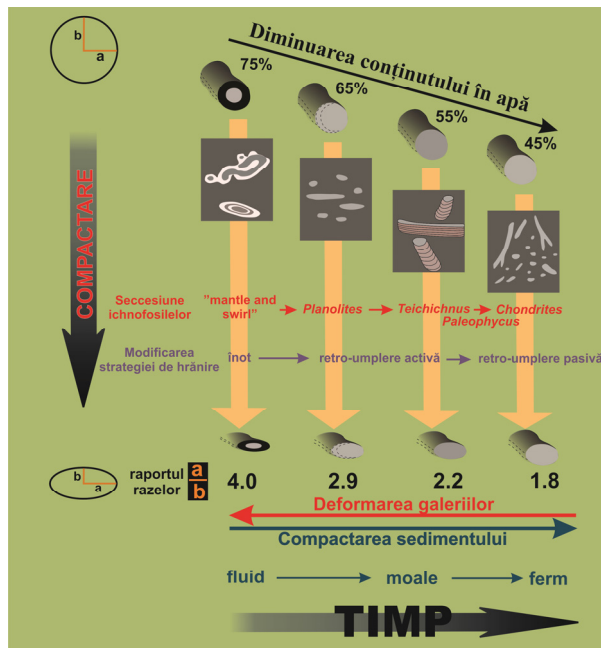 b
a
Diminuarea conținutului în apă
75%
65%
55%
45%
COMPACTARE
Seccesiune
ichnofosilelor
"mantle and
swirl"
Planolites
Teichichnus
Chondrites
Paleophycus
Modificarea
strategiei de hrănire
înot
retro-umplere activă
retro-umplere pasivă
b
a
raportul
razelor
a
b
4.0
2.9
2.2
1.8
Deformarea galeriilor
Compactarea sedimentului
fluid
moale
ferm
TIMP